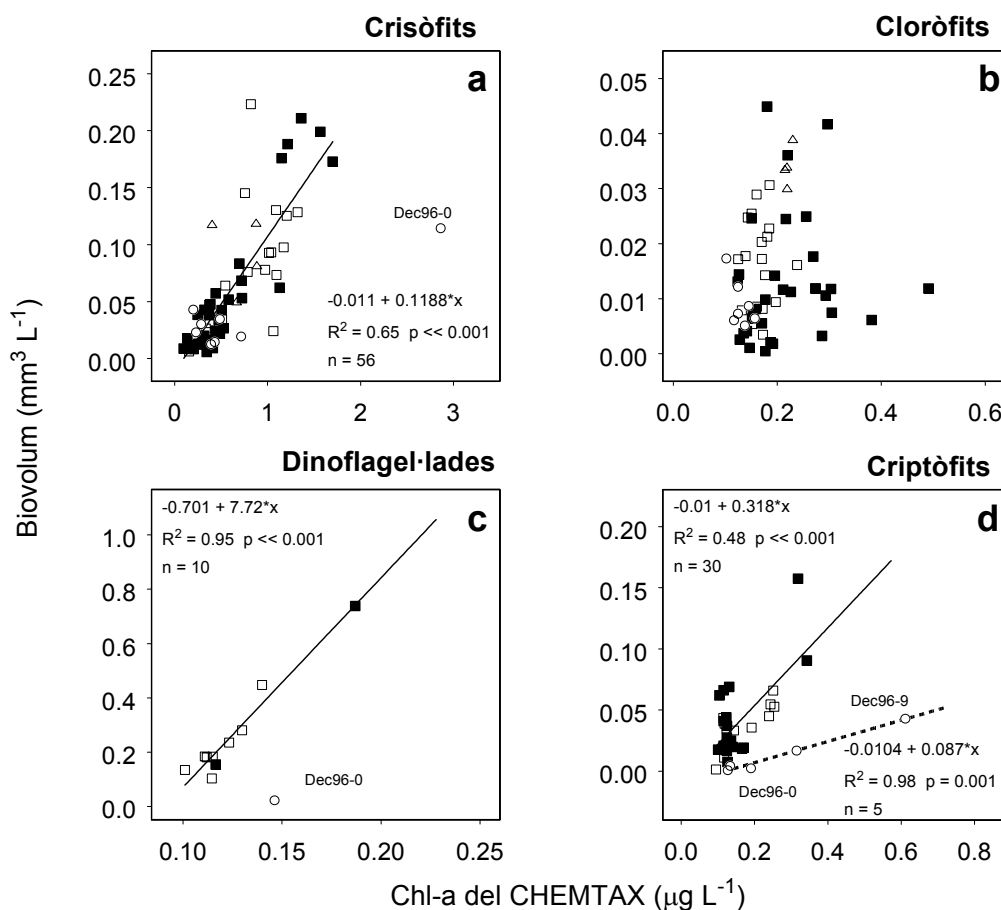 Crisòfits
a
0.25
0.20
0.15
0.10
0.05
0.00
Dec96-0
-0.011 + 0.1188*x
R² = 0.65 p << 0.001
n = 56
0 1 2 3
Cloròfits
b
0.05
0.04
0.03
0.02
0.01
0.00
0.0 0.2 0.4 0.6
Biovolum (mm³ L⁻¹)
Dinoflagel·lades
c
-0.701 + 7.72*x
R² = 0.95 p << 0.001
n = 10
1.0
0.8
0.6
0.4
0.2
0.0
Dec96-0
0.10 0.15 0.20 0.25
Criptòfits
d
-0.01 + 0.318*x
R² = 0.48 p << 0.001
n = 30
0.20
0.15
0.10
0.05
0.00
Dec96-9
-0.0104 + 0.087*x
R² = 0.98 p = 0.001
n = 5
Dec96-0
0.0 0.2 0.4 0.6 0.8
Chl-a del CHEMTAX (μg L⁻¹)